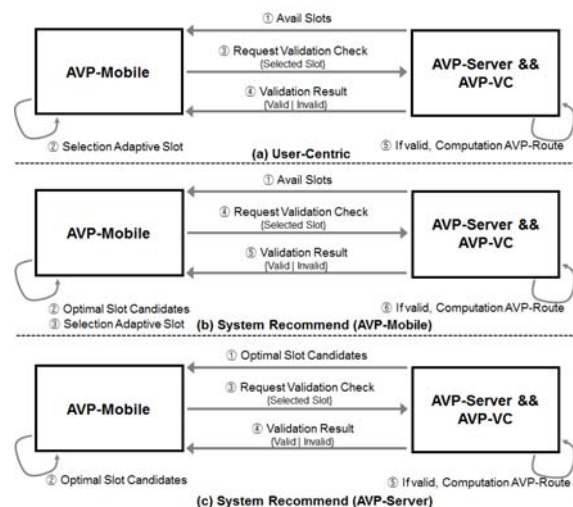 ① Avail Slots
③ Request Validation Check
{Selected Slot}
④ Validation Result
{Valid | Invalid}
AVP-Mobile
AVP-Server &&
AVP-VC
② Selection Adaptive Slot
⑤ If valid, Computation AVP-Route
(a) User-Centric
① Avail Slots
④ Request Validation Check
{Selected Slot}
⑤ Validation Result
{Valid | Invalid}
AVP-Mobile
AVP-Server &&
AVP-VC
② Optimal Slot Candidates
③ Selection Adaptive Slot
⑥ If valid, Computation AVP-Route
(b) System Recommend (AVP-Mobile)
① Optimal Slot Candidates
③ Request Validation Check
{Selected Slot}
④ Validation Result
{Valid | Invalid}
AVP-Mobile
AVP-Server &&
AVP-VC
② Optimal Slot Candidates
⑤ If valid, Computation AVP-Route
(c) System Recommend (AVP-Server)